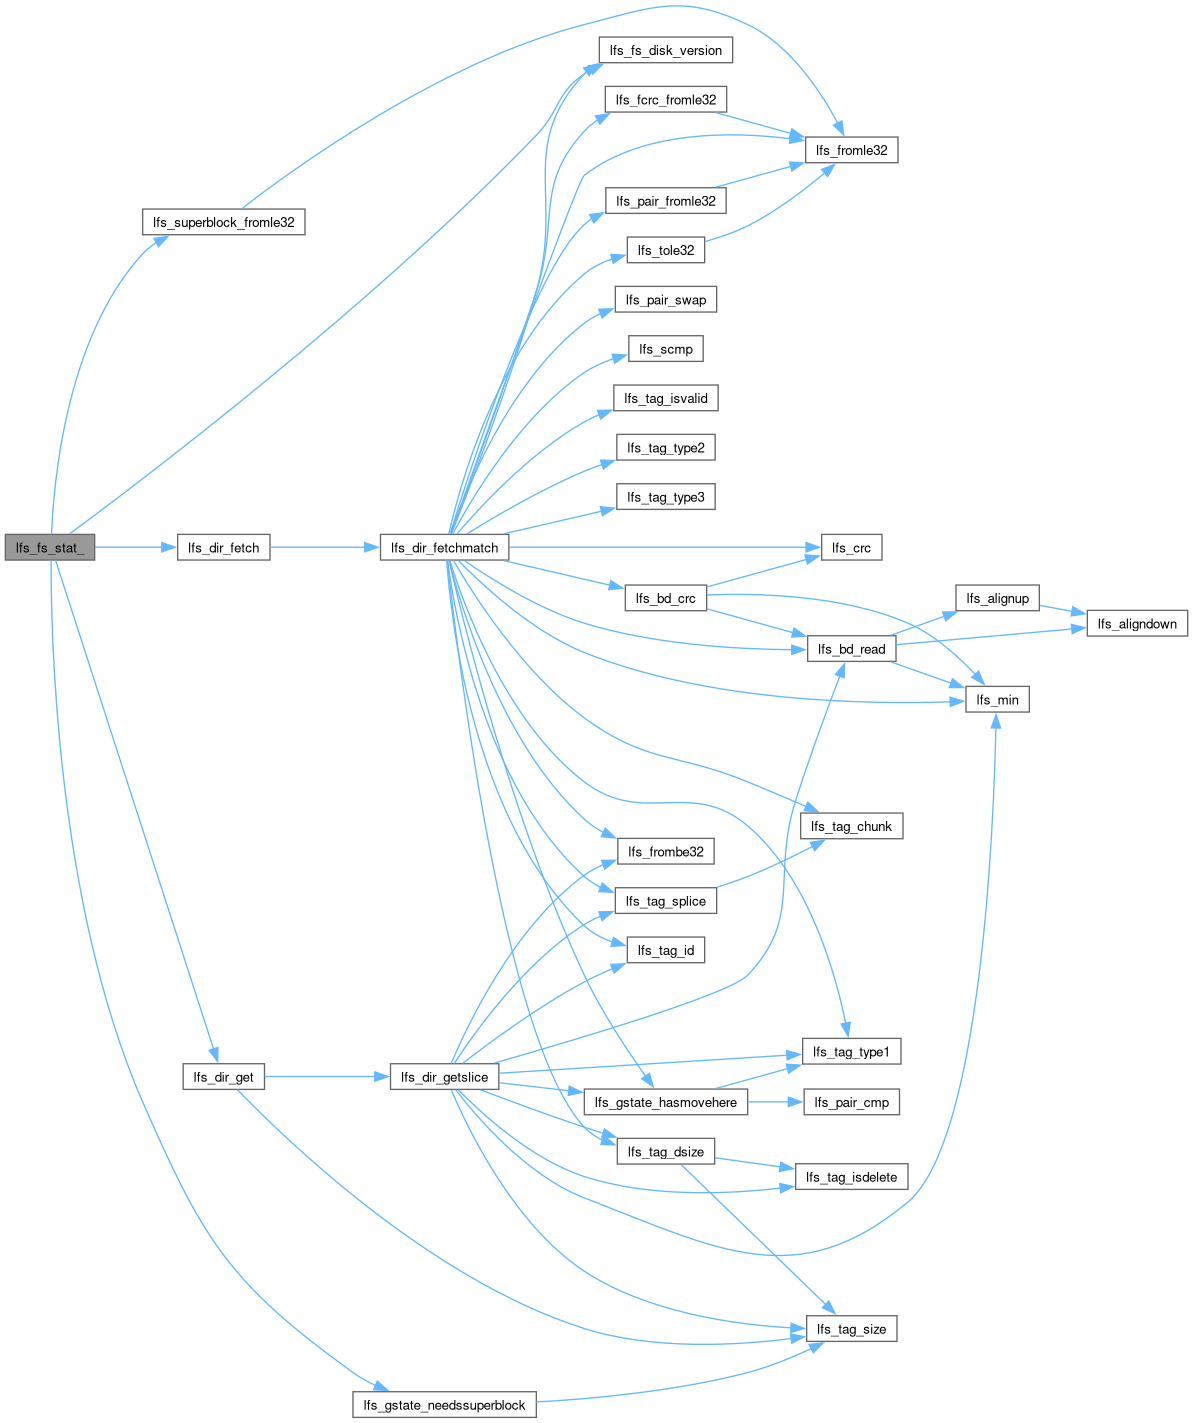 lfs_fs_disk_version
lfs_fcrc_fromle32
lfs_fromle32
lfs_pair_fromle32
lfs_superblock_fromle32
lfs_tole32
lfs_pair_swap
lfs_scmp
lfs_tag_isvalid
lfs_tag_type2
lfs_tag_type3
lfs_fs_stat_
lfs_dir_fetch
lfs_dir_fetchmatch
lfs_crc
lfs_bd_crc
lfs_alignup
lfs_aligndown
lfs_bd_read
lfs_min
lfs_tag_chunk
lfs_frombe32
lfs_tag_splice
lfs_tag_id
lfs_tag_type1
lfs_dir_get
lfs_dir_getslice
lfs_gstate_hasmovehere
lfs_pair_cmp
lfs_tag_dsize
lfs_tag_isdelete
lfs_tag_size
lfs_gstate_needssuperblock